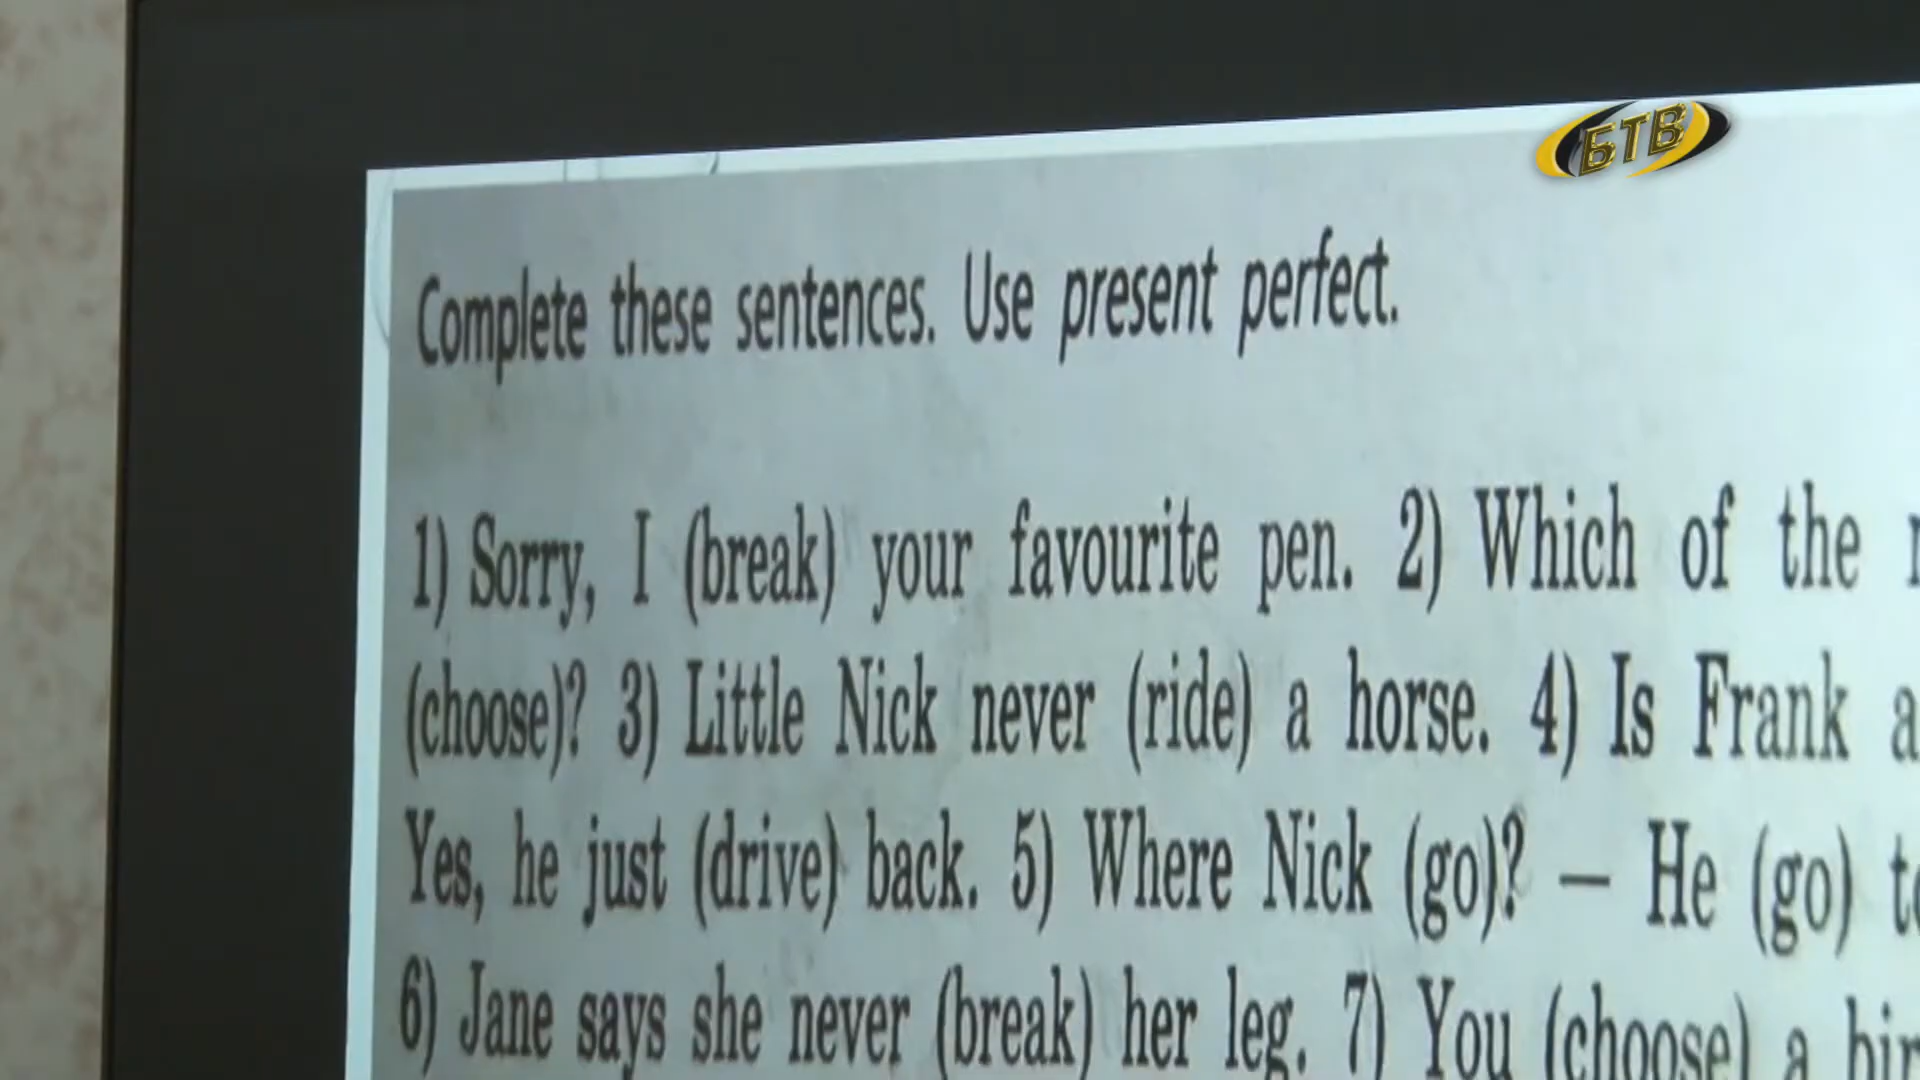 БТВ
Complete these sentences. Use present perfect.
1) Sorry, I (break) your favourite pen. 2) Which of the
(choose)? 3) Little Nick never (ride) a horse. 4) Is Frank
Yes, he just (drive) back. 5) Where Nick (go)? – He (go)
6) Jane says she never (break) her leg. 7) You (choose) a